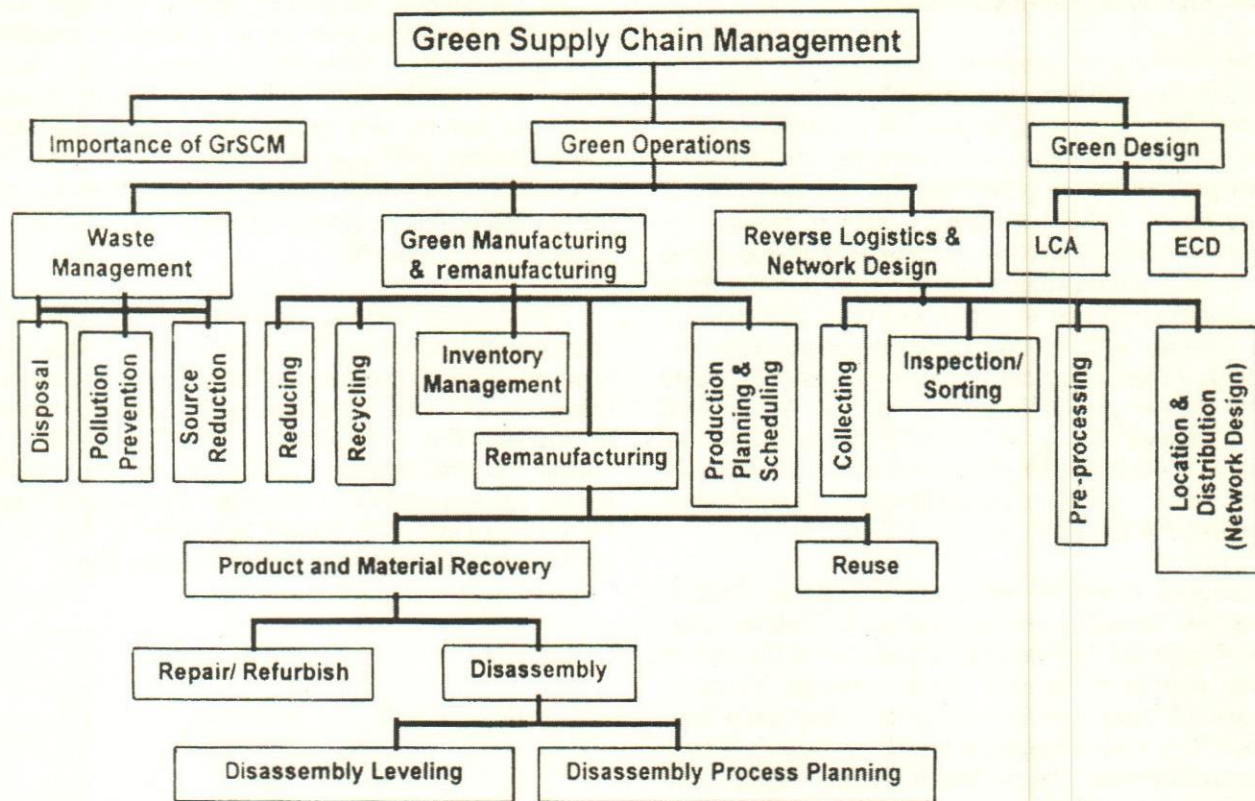 Green Supply Chain Management
Importance of GrSCM
Green Operations
Green Design
Waste
Management
Green Manufacturing
& remanufacturing
Reverse Logistics &
Network Design
LCA
ECD
Disposal
Pollution
Prevention
Source
Reduction
Reducing
Recycling
Inventory
Management
Remanufacturing
Production
Planning &
Scheduling
Collecting
Inspection/
Sorting
Pre-processing
Location &
Distribution
(Network Design)
Product and Material Recovery
Reuse
Repair/ Refurbish
Disassembly
Disassembly Leveling
Disassembly Process Planning